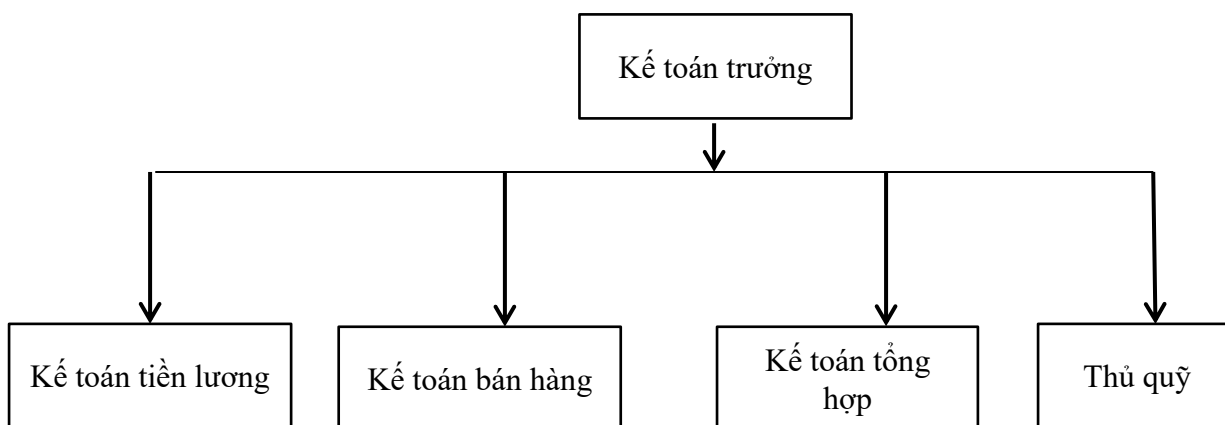 Kế toán trưởng
Kế toán tiền lương
Kế toán bán hàng
Kế toán tổng
hợp
Thủ quỹ